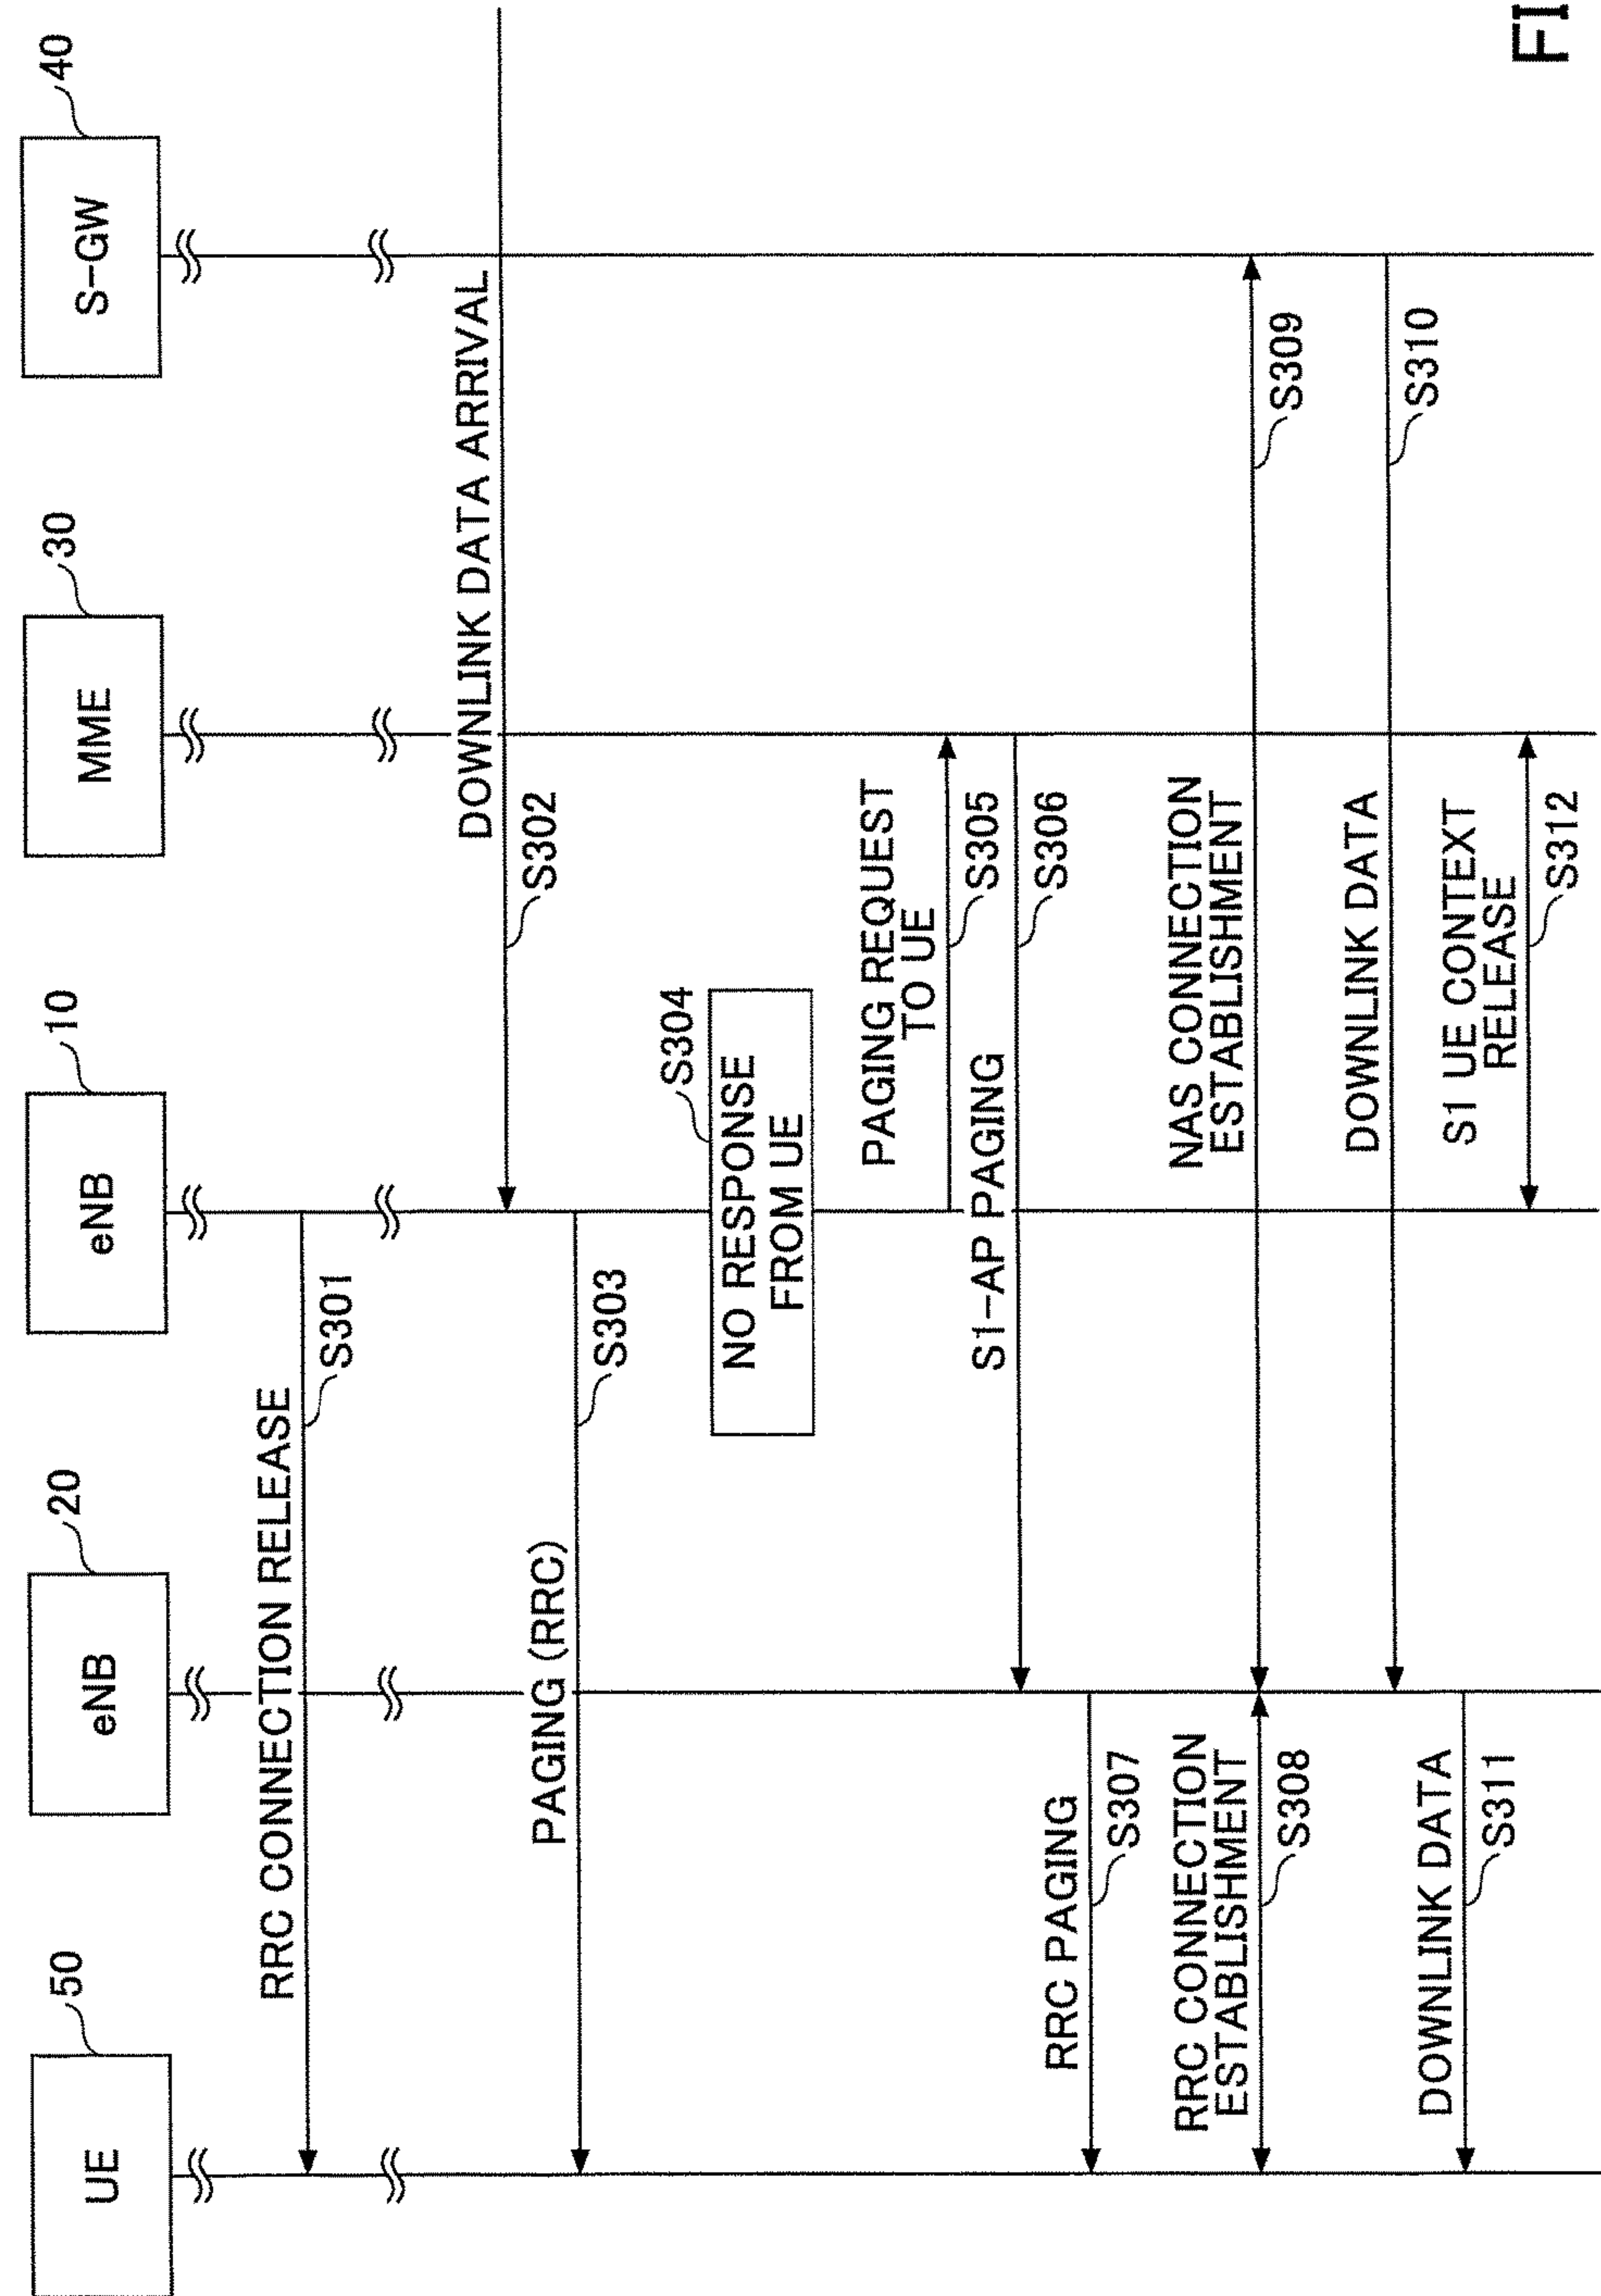 50
UE
20
eNB
10
eNB
30
MME
40
S-GW
RRC CONNECTION RELEASE
S301
DOWNLINK DATA ARRIVAL
S302
PAGING (RRC)
S303
S304
NO RESPONSE
FROM UE
PAGING REQUEST
TO UE
S305
S1-AP PAGING
S306
RRC PAGING
S307
RRC CONNECTION
ESTABLISHMENT
S308
NAS CONNECTION
ESTABLISHMENT
S309
DOWNLINK DATA
S310
DOWNLINK DATA
S311
S1 UE CONTEXT
RELEASE
S312
FI